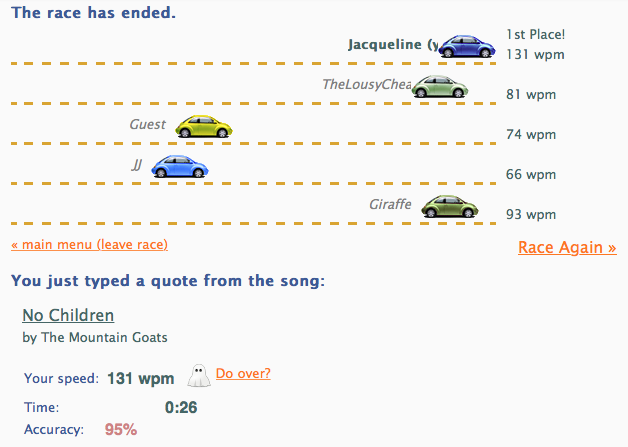 The race has ended.
Jacqueline (y
1st Place!
131 wpm
TheLousyChea
81 wpm
Guest
74 wpm
JJ
66 wpm
Giraffe
93 wpm
« main menu (leave race)
Race Again »
You just typed a quote from the song:
No Children
by The Mountain Goats
Your speed: 131 wpm Do over?
Time: 0:26
Accuracy: 95%